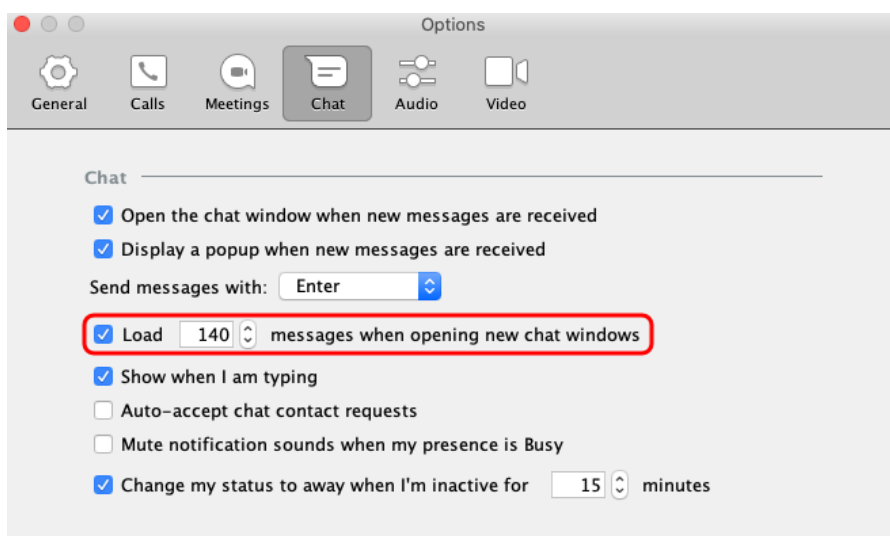 Options
General Calls Meetings Chat Audio Video
Chat
Open the chat window when new messages are received
Display a popup when new messages are received
Send messages with: Enter
Load 140 messages when opening new chat windows
Show when I am typing
Auto-accept chat contact requests
Mute notification sounds when my presence is Busy
Change my status to away when I'm inactive for 15 minutes